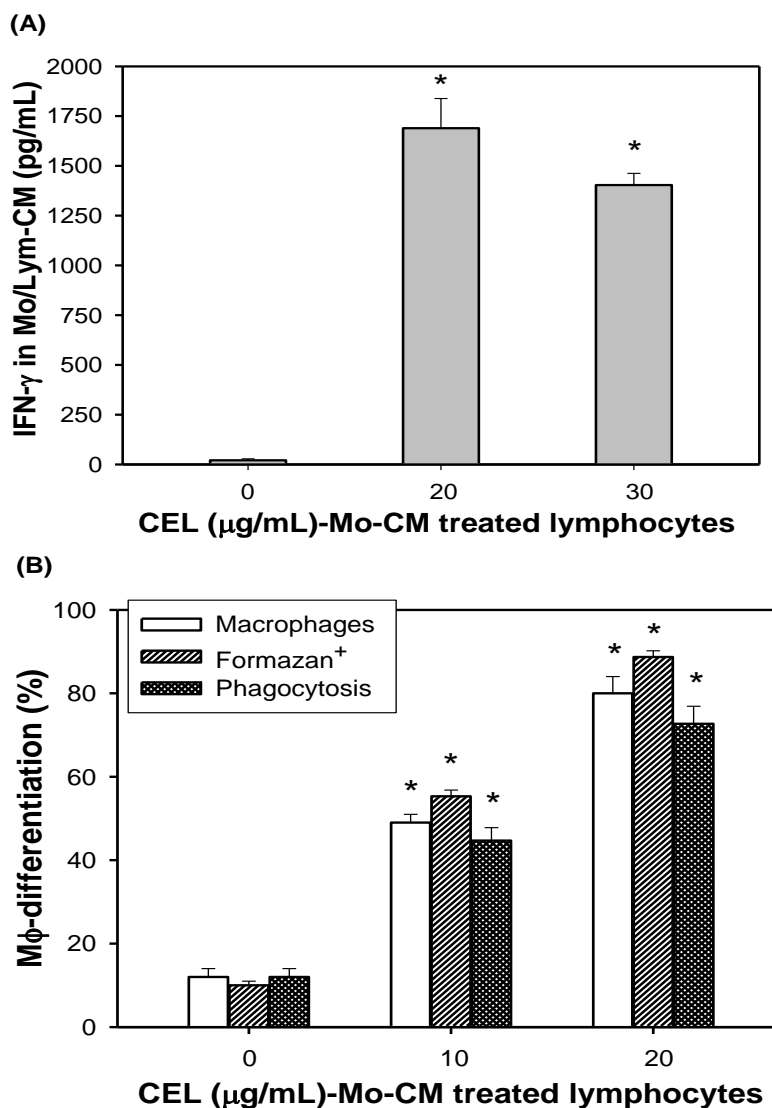 (A)
IFN-γ in Mo/Lym-CM (pg/mL)
2000
1750
1500
1250
1000
750
500
250
0
*
*
0 20 30
CEL (μg/mL)-Mo-CM treated lymphocytes
(B)
Mφ-differentiation (%)
100
80
60
40
20
0
Macrophages
Formazan+
Phagocytosis
* * *
* * *
0 10 20
CEL (μg/mL)-Mo-CM treated lymphocytes